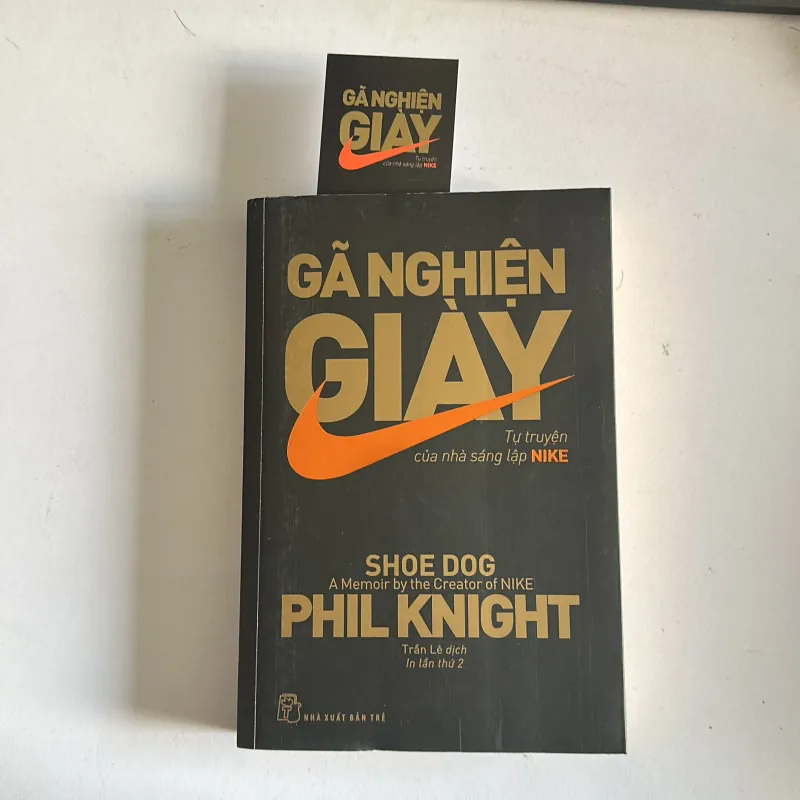 GÃ NGHIỆN
GIÀY
Tự truyện
của nhà sáng lập NIKE
GÃ NGHIỆN
GIÀY
Tự truyện
của nhà sáng lập NIKE
SHOE DOG
A Memoir by the Creator of NIKE
PHIL KNIGHT
Trần Lê dịch
In lần thứ 2
NHÀ XUẤT BẢN TRẺ